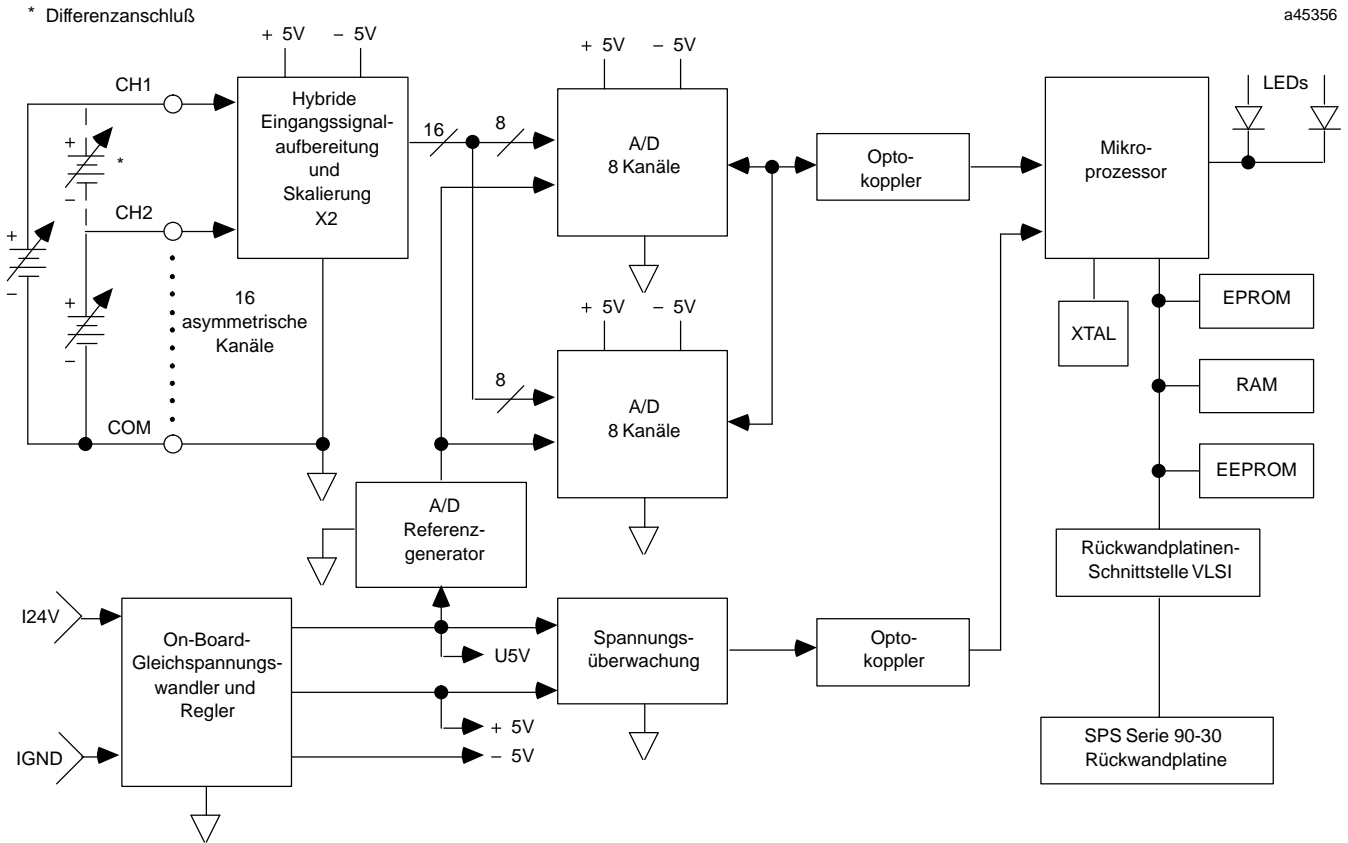 * Differenzanschluß
a45356
+ 5V
− 5V
CH1
Hybride
Eingangssignal-
aufbereitung
und
Skalierung
X2
16
8
+ 5V
− 5V
A/D
8 Kanäle
Opto-
koppler
Mikro-
prozessor
LEDs
+
*
−
CH2
+
−
+
−
16
asymmetrische
Kanäle
COM
8
+ 5V
− 5V
A/D
8 Kanäle
XTAL
EPROM
RAM
EEPROM
A/D
Referenz-
generator
Rückwandplatinen-
Schnittstelle VLSI
I24V
On-Board-
Gleichspannungs-
wandler und
Regler
IGND
U5V
+ 5V
− 5V
Spannungs-
überwachung
Opto-
koppler
SPS Serie 90-30
Rückwandplatine